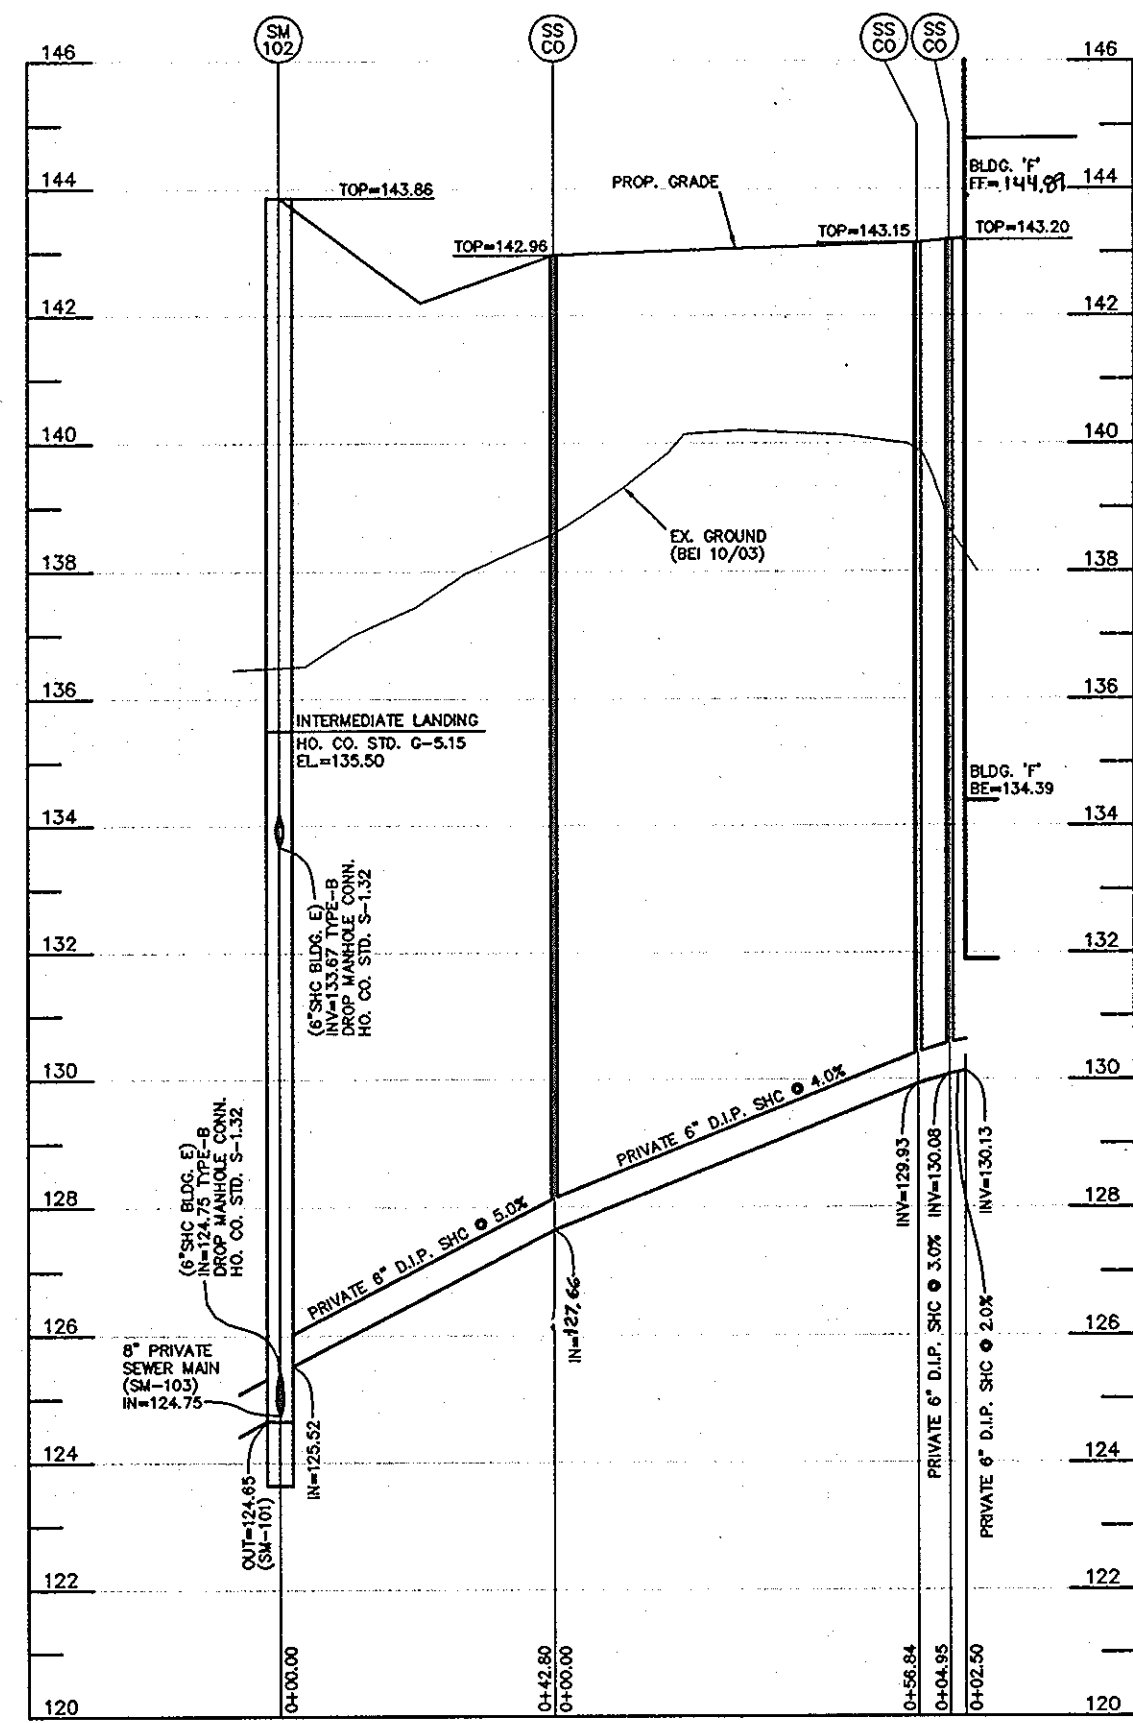 SM
102
SS
CO
SS
CO
SS
CO
146
144
142
140
138
136
134
132
130
128
126
124
122
120
146
144
142
140
138
136
134
132
130
128
126
124
122
120
TOP=143.86
TOP=142.96
PROP. GRADE
TOP=143.15
BLDG. 'F'
FF=144.89
TOP=143.20
EX. GROUND
(BEI 10/03)
INTERMEDIATE LANDING
HO. CO. STD. G-5.15
EL.=135.50
BLDG. 'F'
BE=134.39
(6"SHC BLDG. E)
INV=133.67 TYPE-B
DROP MANHOLE CONN.
HO. CO. STD. S-1.32
(6"SHC BLDG. E)
IN=124.75 TYPE-B
DROP MANHOLE CONN.
HO. CO. STD. S-1.32
8" PRIVATE
SEWER MAIN
(SM-103)
IN=124.75
OUT=124.65
(SM-101)
IN=125.52
PRIVATE 6" D.I.P. SHC @ 5.0%
IN=127.66
PRIVATE 6" D.I.P. SHC @ 4.0%
INV=129.93
INV=130.08
INV=130.13
PRIVATE 6" D.I.P. SHC @ 3.0%
PRIVATE 6" D.I.P. SHC @ 2.0%
0+00.00
0+42.80
0+00.00
0+56.84
0+04.95
0+02.50